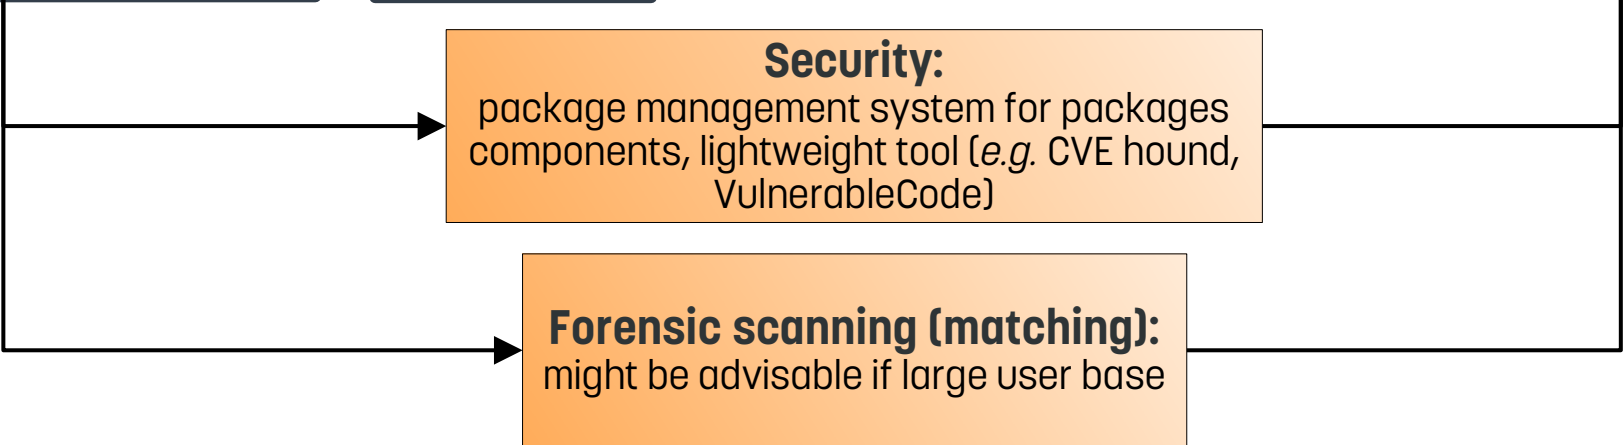 Security:
package management system for packages
components, lightweight tool (e.g. CVE hound,
VulnerableCode)
Forensic scanning (matching):
might be advisable if large user base